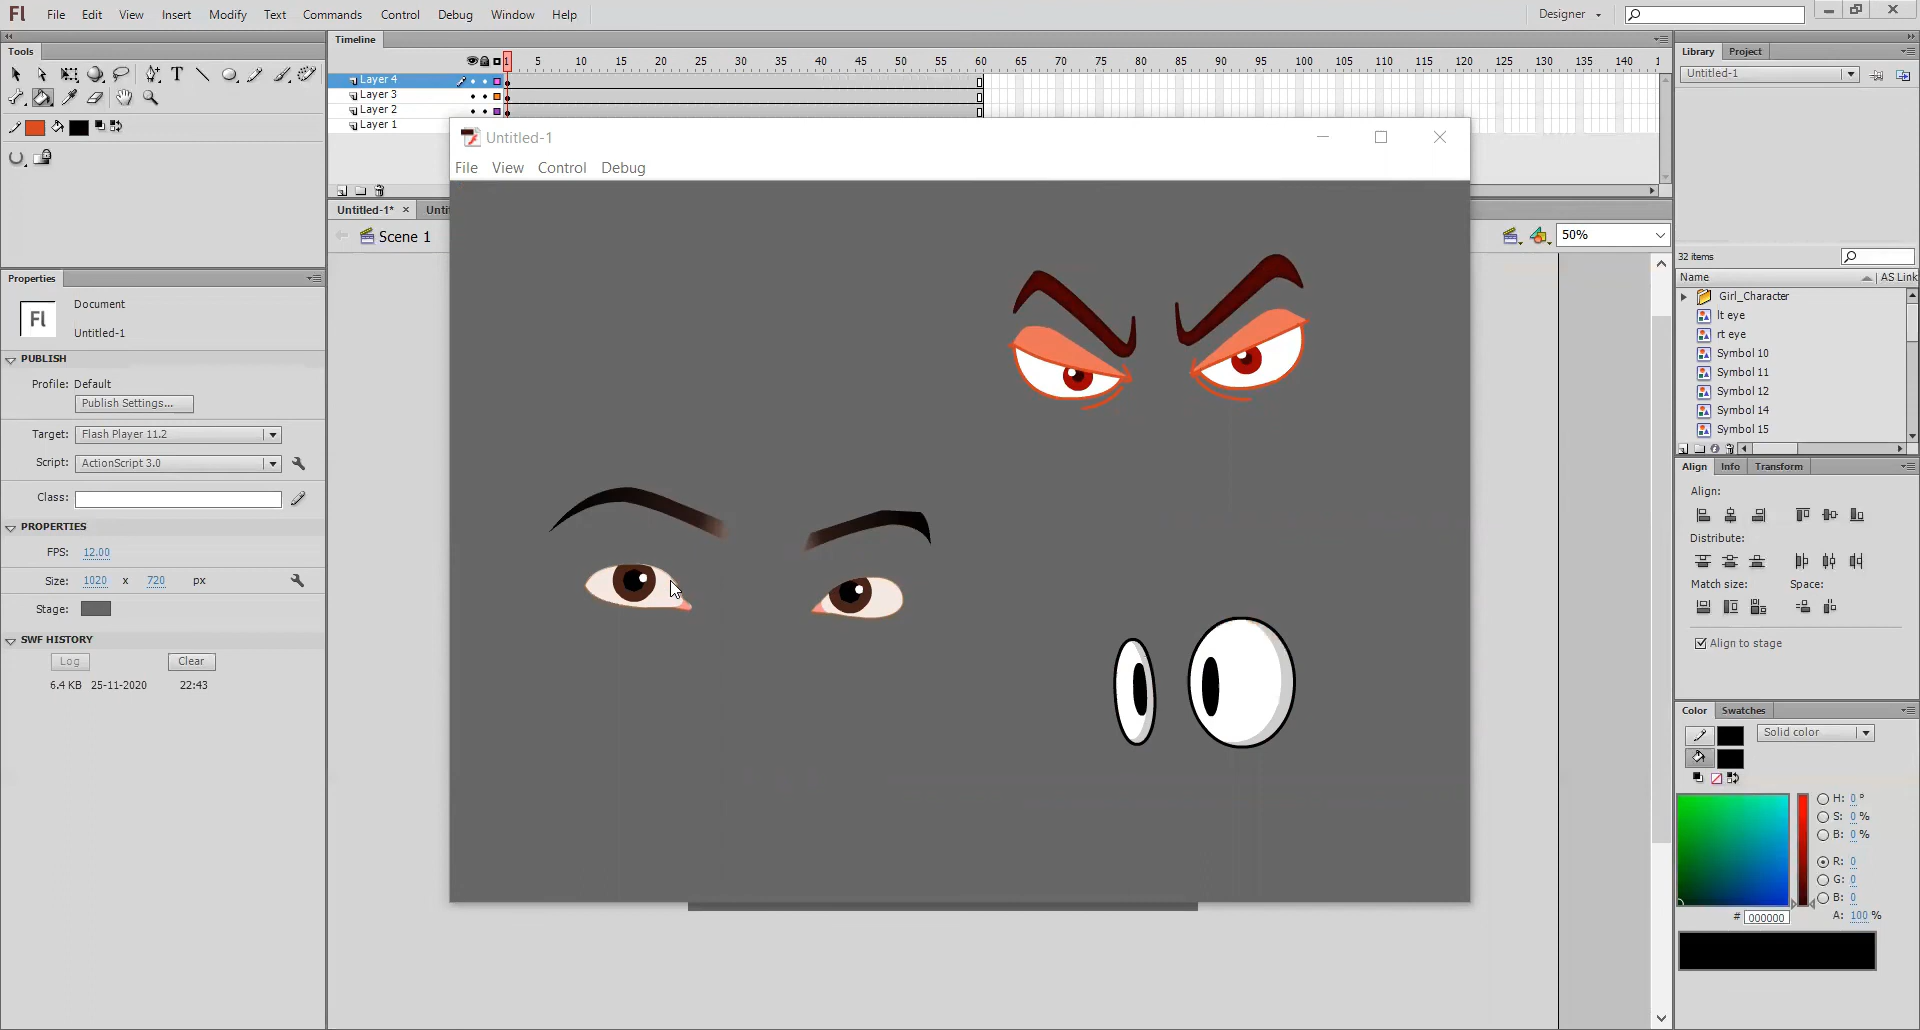 Fl File Edit View Insert Modify Text Commands Control Debug Window Help Designer
Tools
Timeline
Library Project
1 5 10 15 20 25 30 35 40 45 50 55 60 65 70 75 80 85 90 95 100 105 110 115 120 125 130 135 140 1
Untitled-1
Layer 4
Layer 3
Layer 2
Layer 1
Untitled-1
File View Control Debug
Untitled-1* × Unti
Scene 1
50%
32 items
Name AS Link
Girl_Character
lt eye
rt eye
Symbol 10
Symbol 11
Symbol 12
Symbol 14
Symbol 15
Properties
Fl
Document
Untitled-1
PUBLISH
Profile: Default
Publish Settings...
Target: Flash Player 11.2
Script: ActionScript 3.0
Class:
PROPERTIES
FPS: 12.00
Size: 1020 x 720 px
Stage:
SWF HISTORY
Log Clear
6.4 KB 25-11-2020 22:43
Align Info Transform
Align:
Distribute:
Match size: Space:
Align to stage
Color Swatches
Solid color
H: 0 °
S: 0 %
B: 0 %
R: 0
G: 0
B: 0
# 000000 A: 100 %